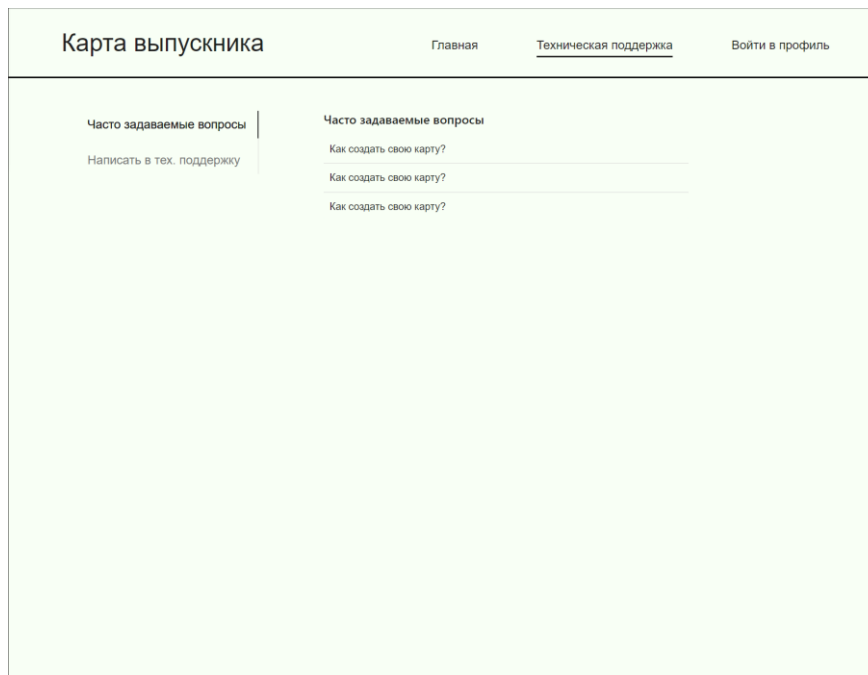 Карта выпускника
Главная
Техническая поддержка
Войти в профиль
Часто задаваемые вопросы
Написать в тех. поддержку
Часто задаваемые вопросы
Как создать свою карту?
Как создать свою карту?
Как создать свою карту?